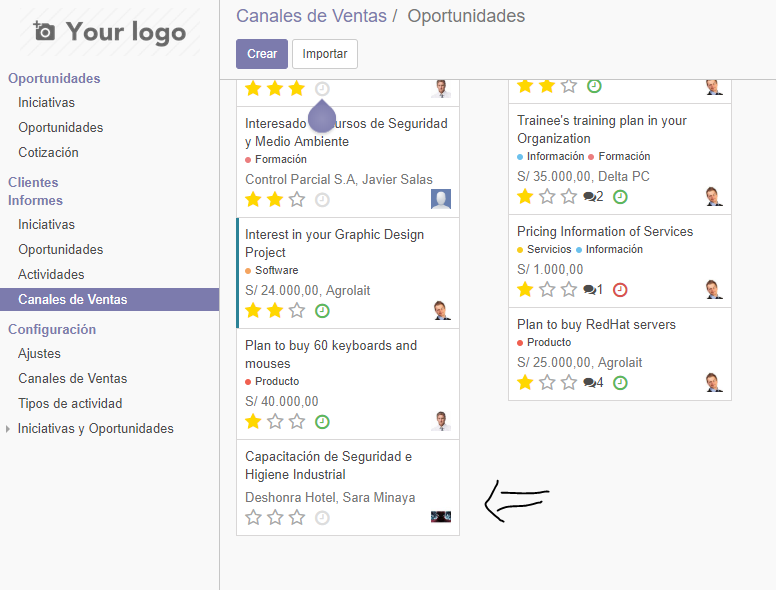 Your logo
Oportunidades
Iniciativas
Oportunidades
Cotización
Clientes
Informes
Iniciativas
Oportunidades
Actividades
Canales de Ventas
Configuración
Ajustes
Canales de Ventas
Tipos de actividad
Iniciativas y Oportunidades
Canales de Ventas / Oportunidades
Crear
Importar
Interesado ursos de Seguridad
y Medio Ambiente
Formación
Control Parcial S.A, Javier Salas
Interest in your Graphic Design
Project
Software
S/ 24.000,00, Agrolait
Plan to buy 60 keyboards and
mouses
Producto
S/ 40.000,00
Capacitación de Seguridad e
Higiene Industrial
Deshonra Hotel, Sara Minaya
Trainee's training plan in your
Organization
Información Formación
S/ 35.000,00, Delta PC
2
Pricing Information of Services
Servicios Información
S/ 1.000,00
1
Plan to buy RedHat servers
Producto
S/ 25.000,00, Agrolait
4